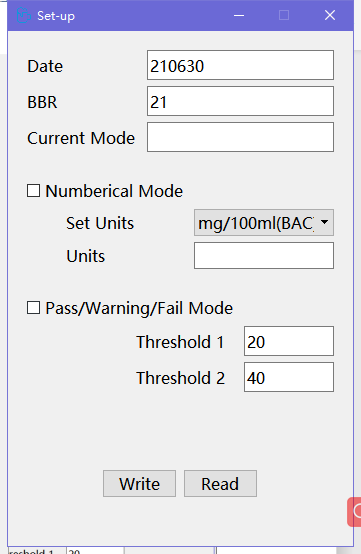 Set-up
Date 210630
BBR 21
Current Mode
Numberical Mode
Set Units mg/100ml(BAC)
Units
Pass/Warning/Fail Mode
Threshold 1 20
Threshold 2 40
Write Read